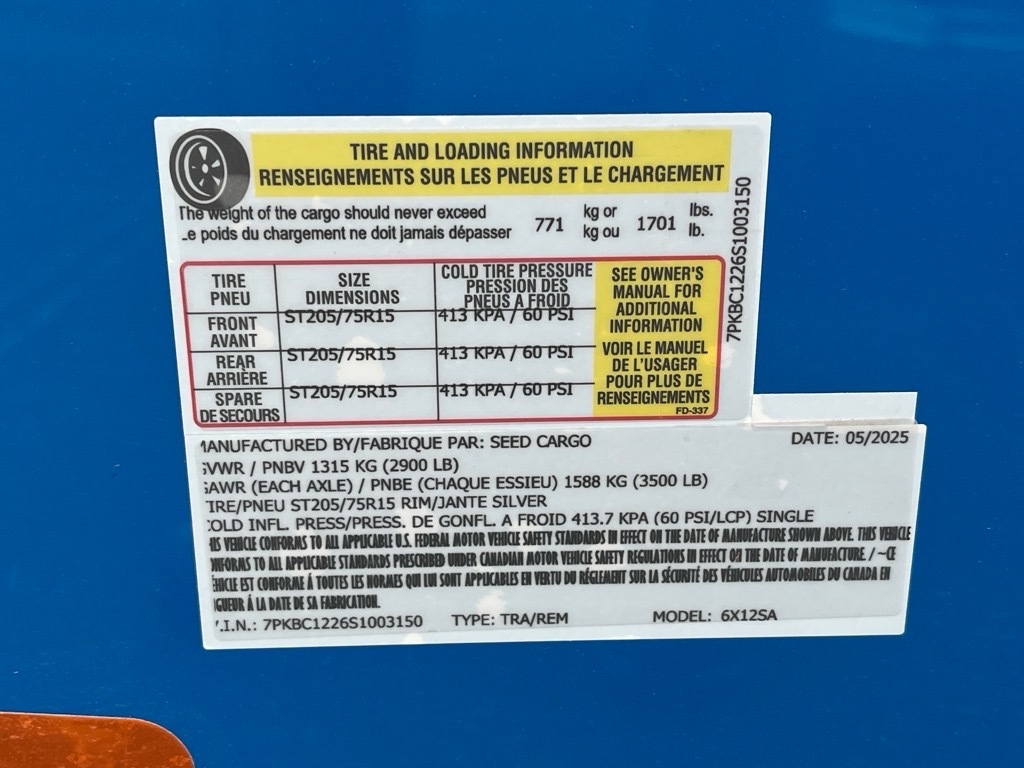 TIRE AND LOADING INFORMATION
RENSEIGNEMENTS SUR LES PNEUS ET LE CHARGEMENT
The weight of the cargo should never exceed 771 kg or 1701 lbs.
_e poids du chargement ne doit jamais dépasser kg ou lb.
TIRE PNEU SIZE DIMENSIONS COLD TIRE PRESSURE PRESSION DES PNEUS A FROID
FRONT AVANT ST205/75R15 413 KPA / 60 PSI
REAR ARRIÈRE ST205/75R15 413 KPA / 60 PSI
SPARE DE SECOURS ST205/75R15 413 KPA / 60 PSI
SEE OWNER'S
MANUAL FOR
ADDITIONAL
INFORMATION
VOIR LE MANUEL
DE L'USAGER
POUR PLUS DE
RENSEIGNEMENTS
FD-337
7PKBC1226S1003150
MANUFACTURED BY/FABRIQUE PAR: SEED CARGO DATE: 05/2025
GVWR / PNBV 1315 KG (2900 LB)
GAWR (EACH AXLE) / PNBE (CHAQUE ESSIEU) 1588 KG (3500 LB)
TIRE/PNEU ST205/75R15 RIM/JANTE SILVER
COLD INFL. PRESS/PRESS. DE GONFL. A FROID 413.7 KPA (60 PSI/LCP) SINGLE
HIS VEHICLE CONFORMS TO ALL APPLICABLE U.S. FEDERAL MOTOR VEHICLE SAFETY STANDARDS IN EFFECT ON THE DATE OF MANUFACTURE SHOWN ABOVE. THIS VEHICLE
ONFORMS TO ALL APPLICABLE STANDARDS PRESCRIBED UNDER CANADIAN MOTOR VEHICLE SAFETY REGULATIONS IN EFFECT ON THE DATE OF MANUFACTURE. / ~CE
ÉHICLE EST CONFORME À TOUTES LES NORMES QUI LUI SONT APPLICABLES EN VERTU DU RÉGLEMENT SUR LA SÉCURITÉ DES VÉHICULES AUTOMOBILES DU CANADA EN
IGUEUR À LA DATE DE SA FABRICATION.
V.I.N.: 7PKBC1226S1003150 TYPE: TRA/REM MODEL: 6X12SA